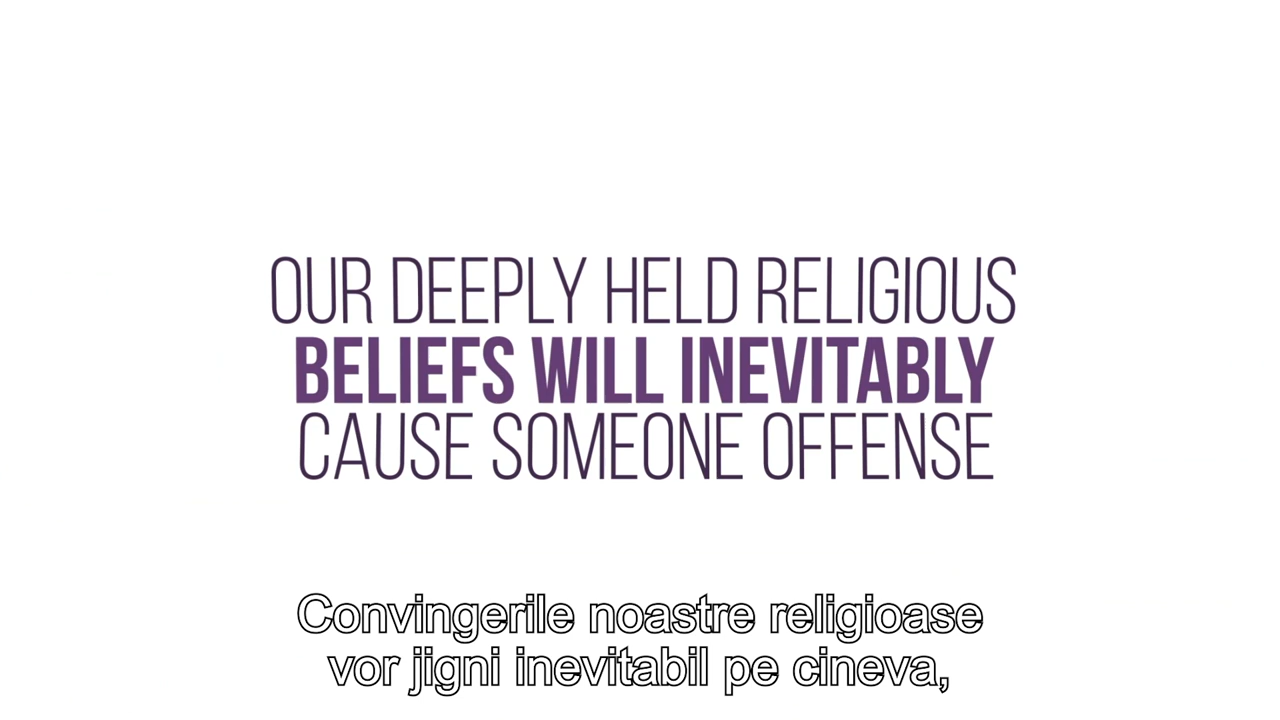 OUR DEEPLY HELD RELIGIOUS
BELIEFS WILL INEVITABLY
CAUSE SOMEONE OFFENSE
Convingerile noastre religioase
vor jigni inevitabil pe cineva,